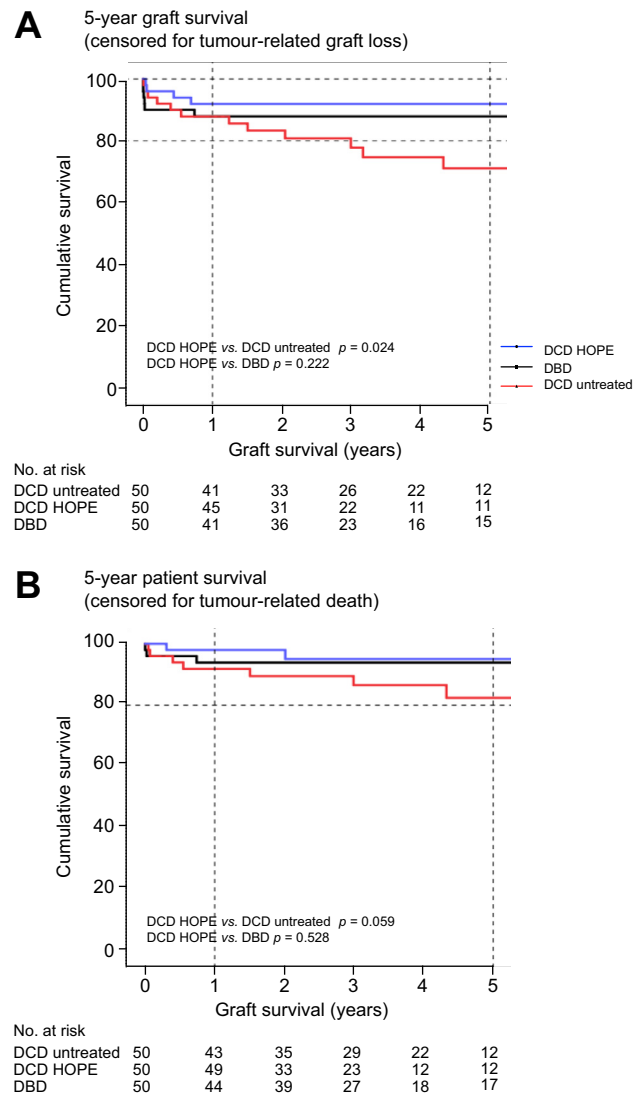 A
5-year graft survival
(censored for tumour-related graft loss)
Cumulative survival
100
80
60
40
20
0
DCD HOPE vs. DCD untreated p = 0.024
DCD HOPE vs. DBD p = 0.222
DCD HOPE
DBD
DCD untreated
0 1 2 3 4 5
Graft survival (years)
No. at risk
DCD untreated 50 41 33 26 22 12
DCD HOPE 50 45 31 22 11 11
DBD 50 41 36 23 16 15
B
5-year patient survival
(censored for tumour-related death)
Cumulative survival
100
80
60
40
20
0
DCD HOPE vs. DCD untreated p = 0.059
DCD HOPE vs. DBD p = 0.528
0 1 2 3 4 5
Graft survival (years)
No. at risk
DCD untreated 50 43 35 29 22 12
DCD HOPE 50 49 33 23 12 12
DBD 50 44 39 27 18 17